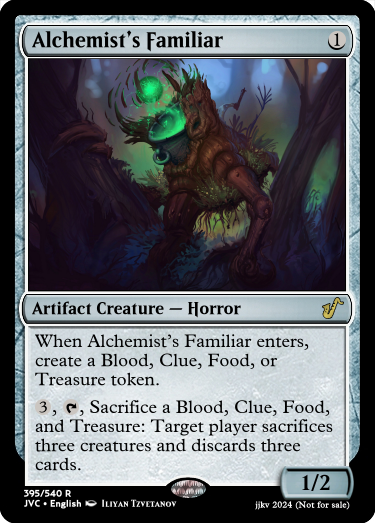 Alchemist's Familiar 1
Artifact Creature — Horror
When Alchemist's Familiar enters,
create a Blood, Clue, Food, or
Treasure token.
3, , Sacrifice a Blood, Clue, Food,
and Treasure: Target player sacrifices
three creatures and discards three
cards.
1/2
395/540 R
JVC • English Iliyan Tzvetanov
jjkv 2024 (Not for sale)